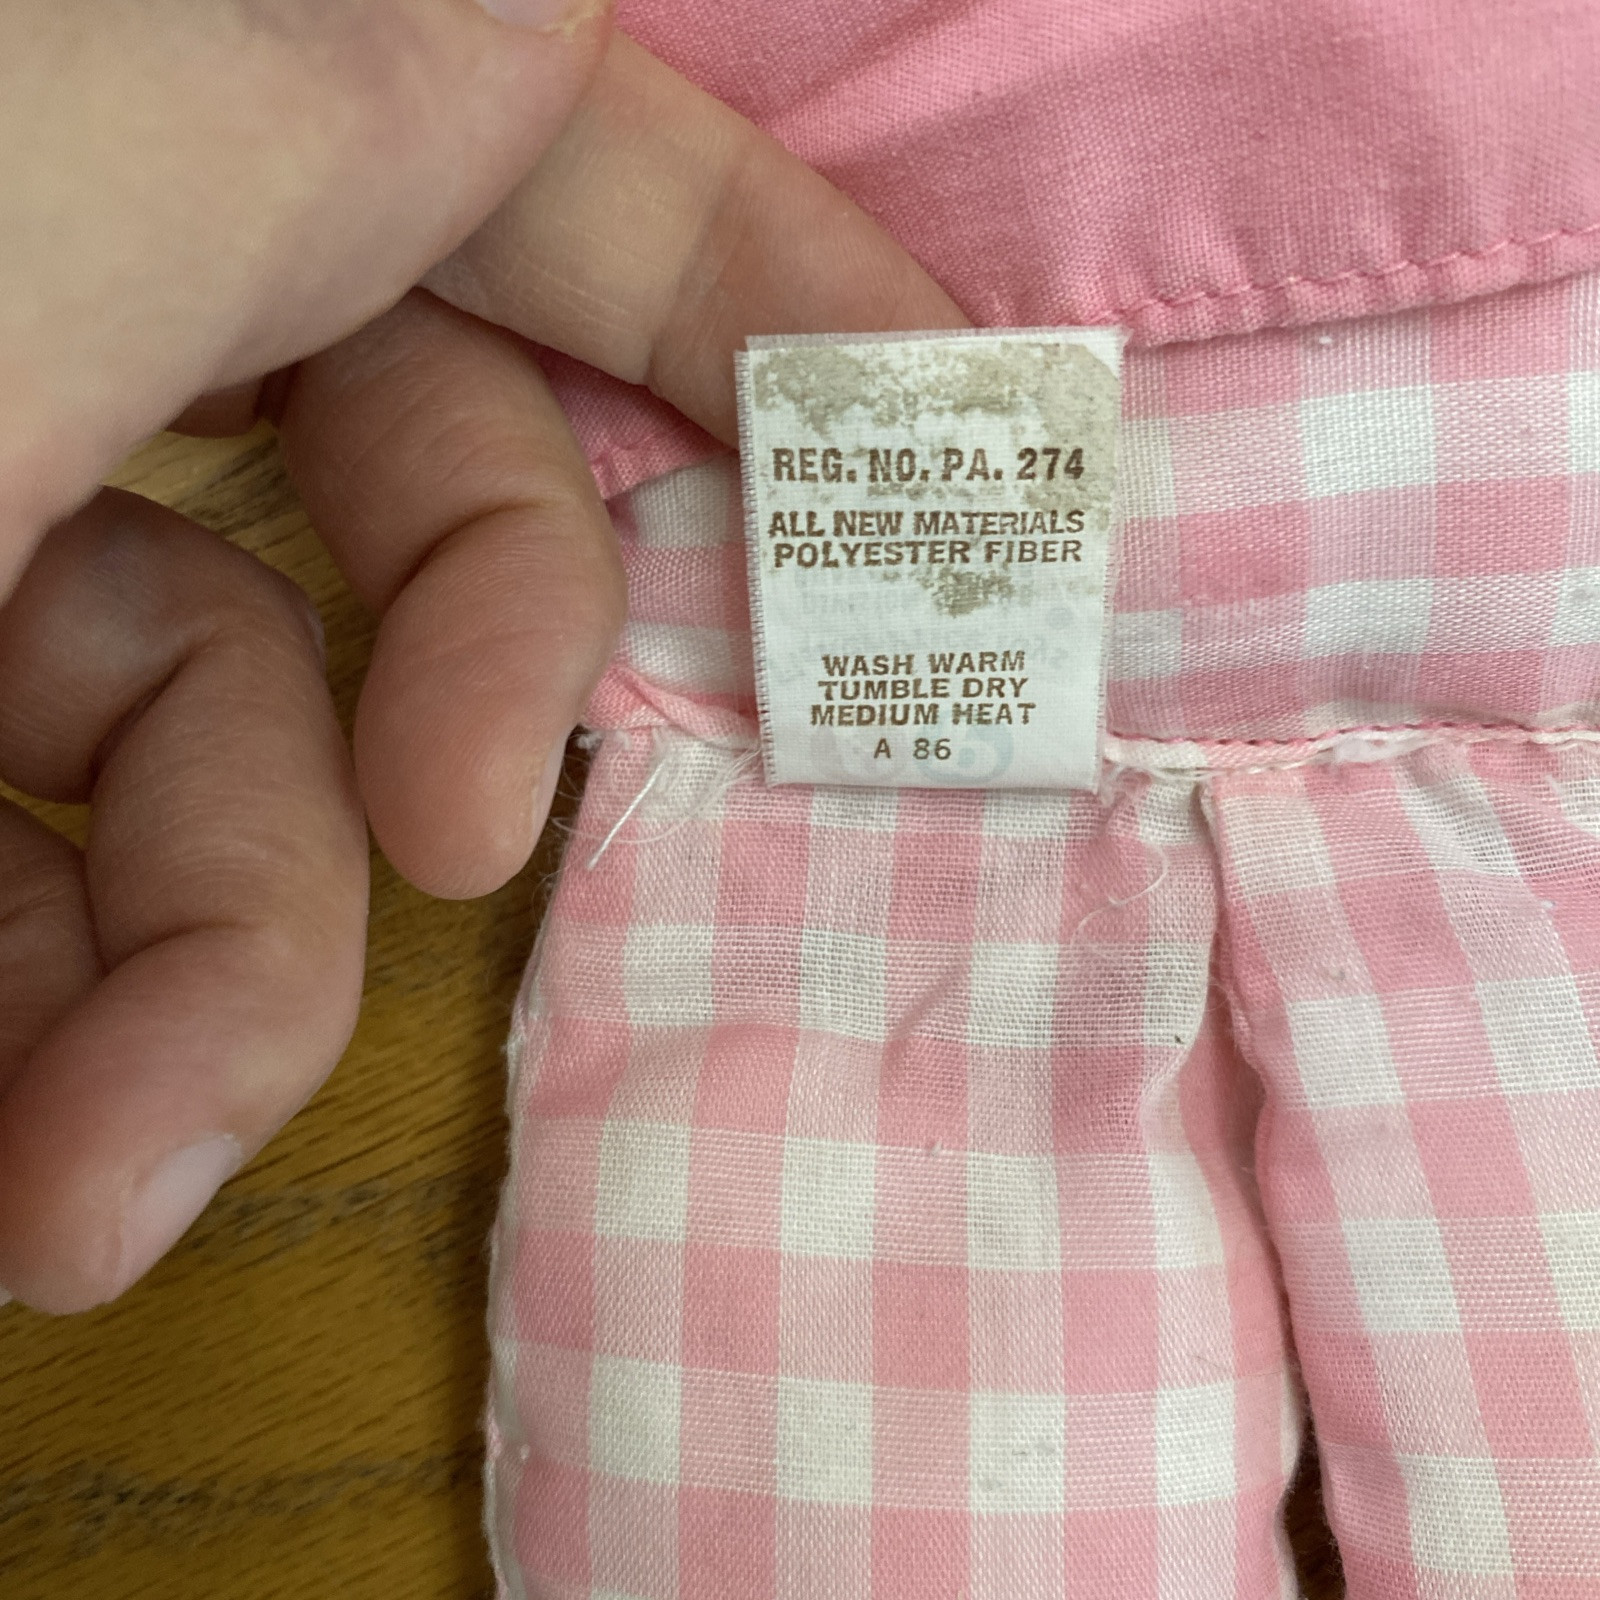 REG. NO. PA. 274
ALL NEW MATERIALS
POLYESTER FIBER
WASH WARM
TUMBLE DRY
MEDIUM HEAT
A 86